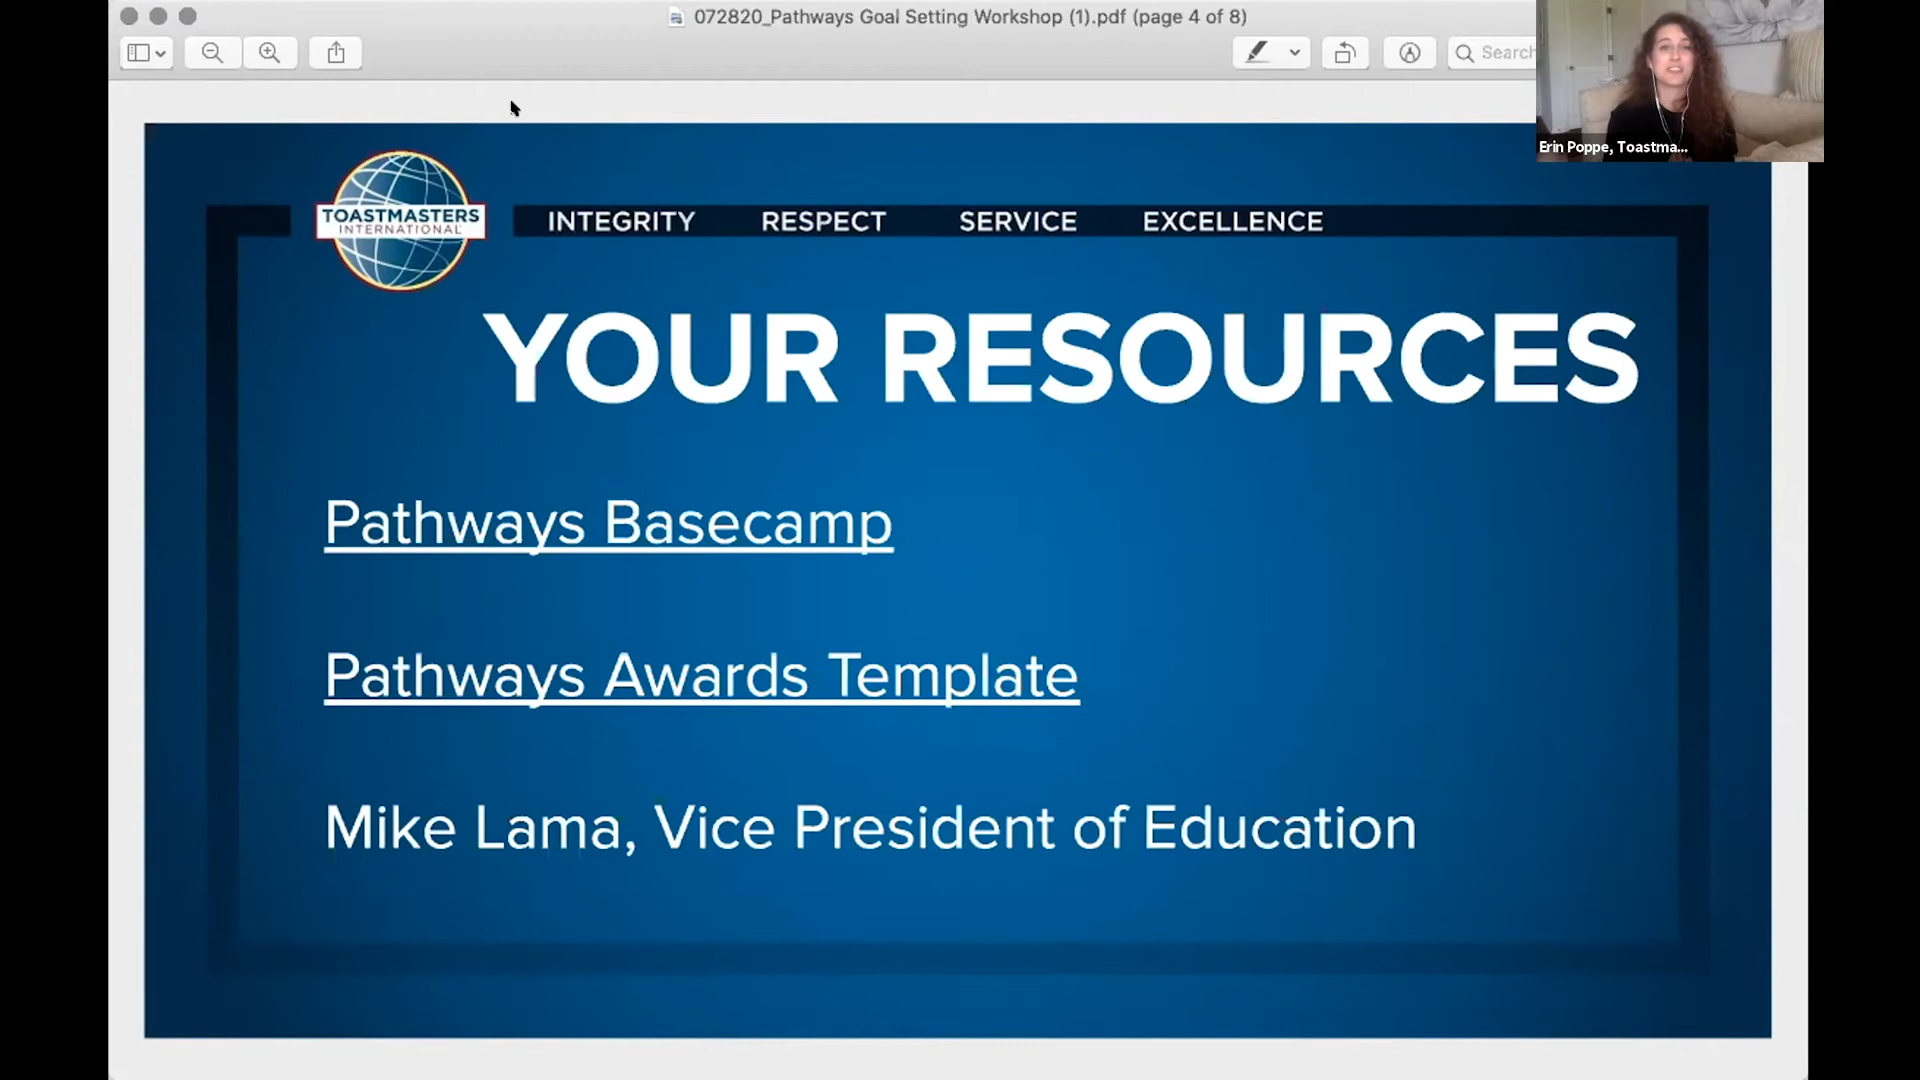 072820_Pathways Goal Setting Workshop (1).pdf (page 4 of 8)
Search
Erin Poppe, Toastma...
TOASTMASTERS
INTERNATIONAL
INTEGRITY RESPECT SERVICE EXCELLENCE
YOUR RESOURCES
Pathways Basecamp
Pathways Awards Template
Mike Lama, Vice President of Education